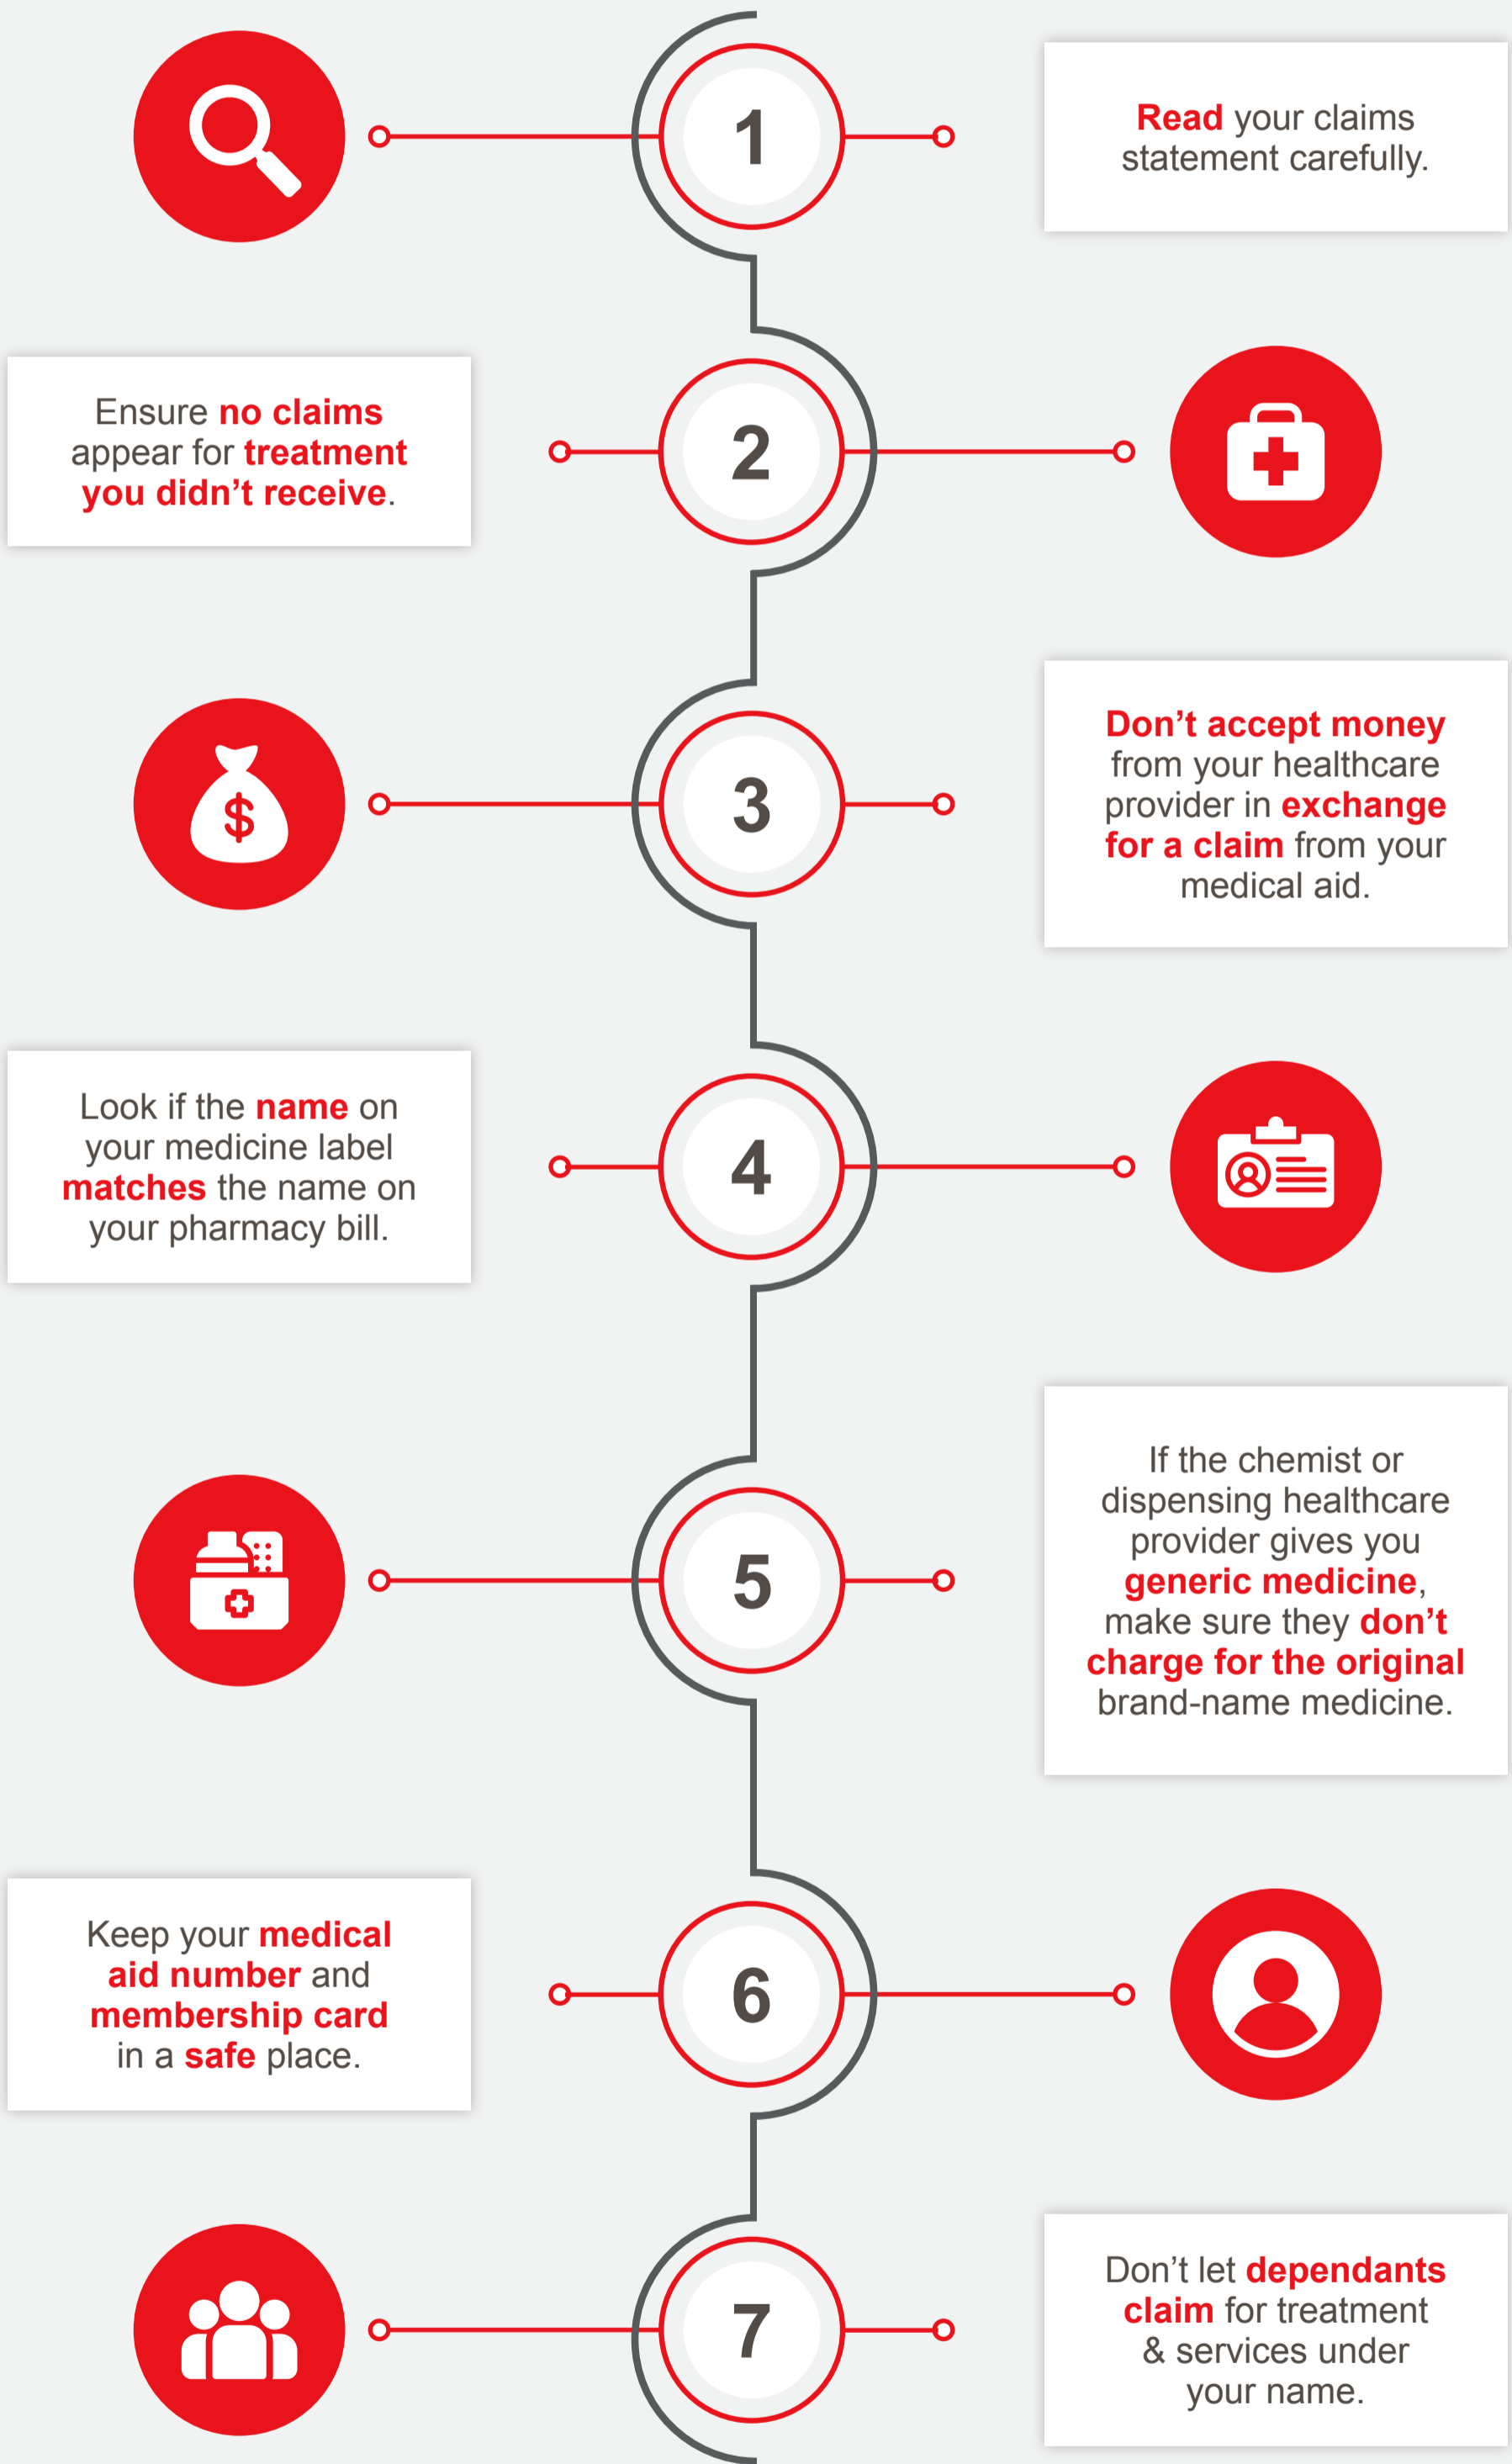 1
Read your claims
statement carefully.
Ensure no claims
appear for treatment
you didn’t receive.
2
3
Don’t accept money
from your healthcare
provider in exchange
for a claim from your
medical aid.
Look if the name on
your medicine label
matches the name on
your pharmacy bill.
4
5
If the chemist or
dispensing healthcare
provider gives you
generic medicine,
make sure they don’t
charge for the original
brand-name medicine.
Keep your medical
aid number and
membership card
in a safe place.
6
7
Don’t let dependants
claim for treatment
& services under
your name.